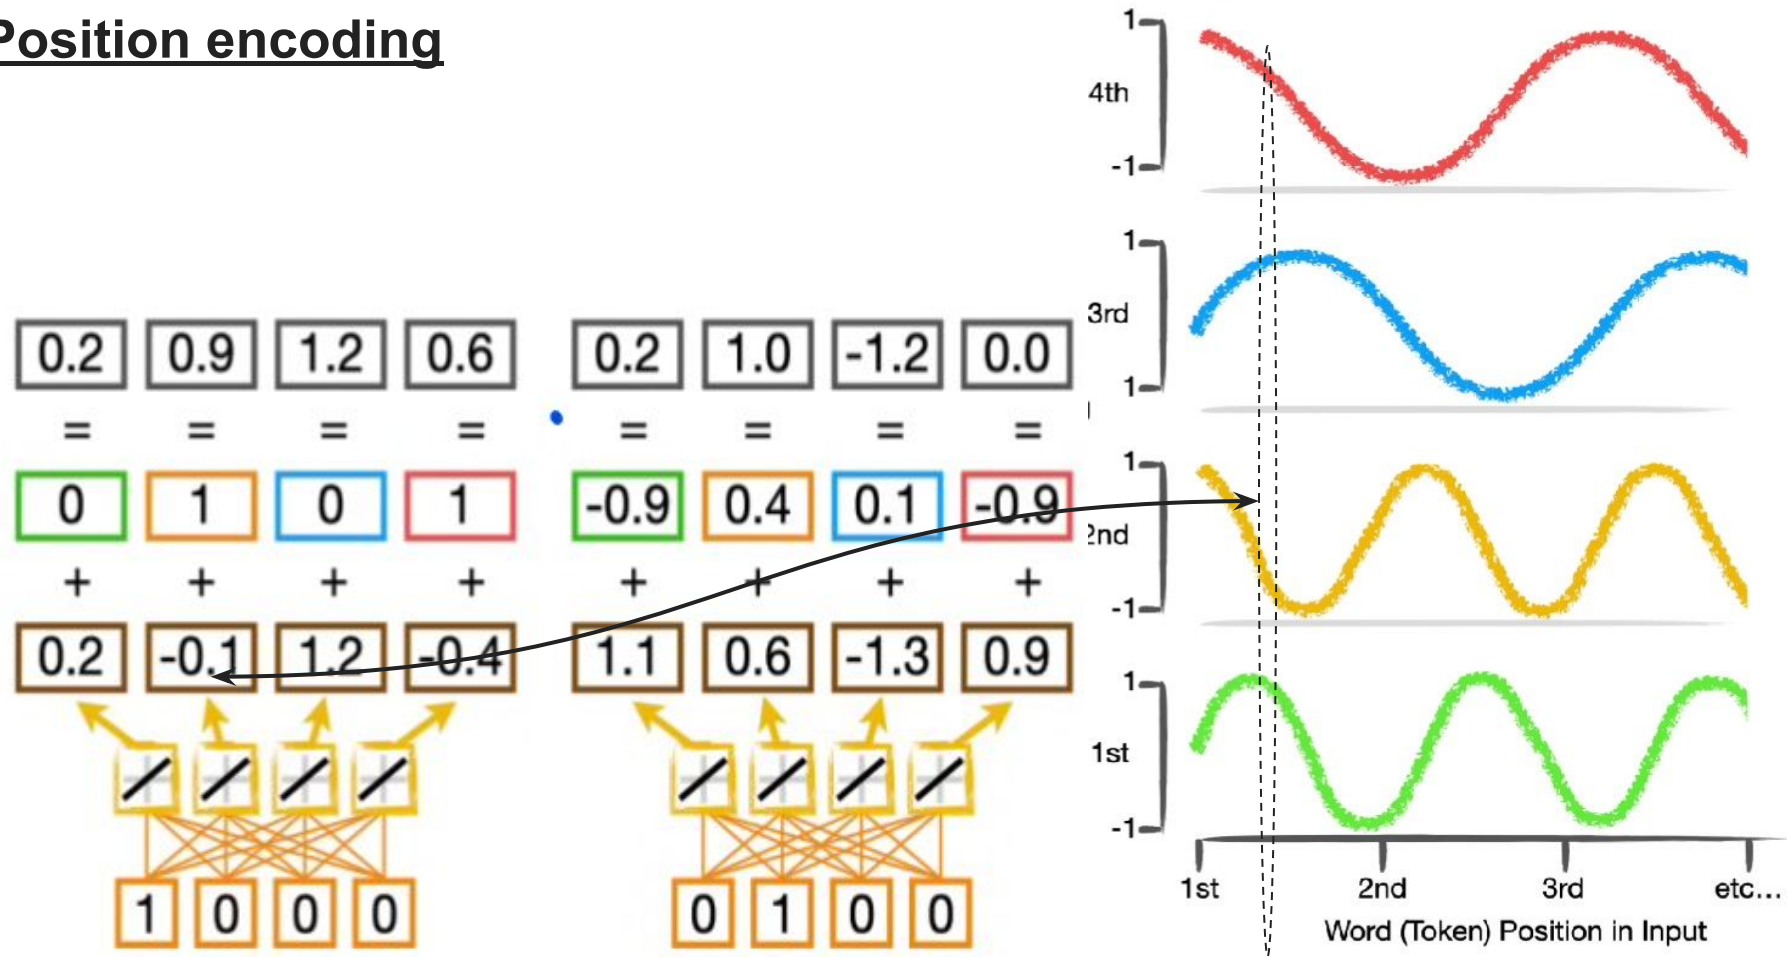 Position encoding
0.2 0.9 1.2 0.6 0.2 1.0 -1.2 0.0
= = = = = = = =
0 1 0 1 -0.9 0.4 0.1 -0.9
+ + + + + + + +
0.2 -0.1 1.2 -0.4 1.1 0.6 -1.3 0.9
1 0 0 0 0 1 0 0
1
4th
-1
1
3rd
1
1
2nd
-1
1
1st
-1
1st 2nd 3rd etc...
Word (Token) Position in Input